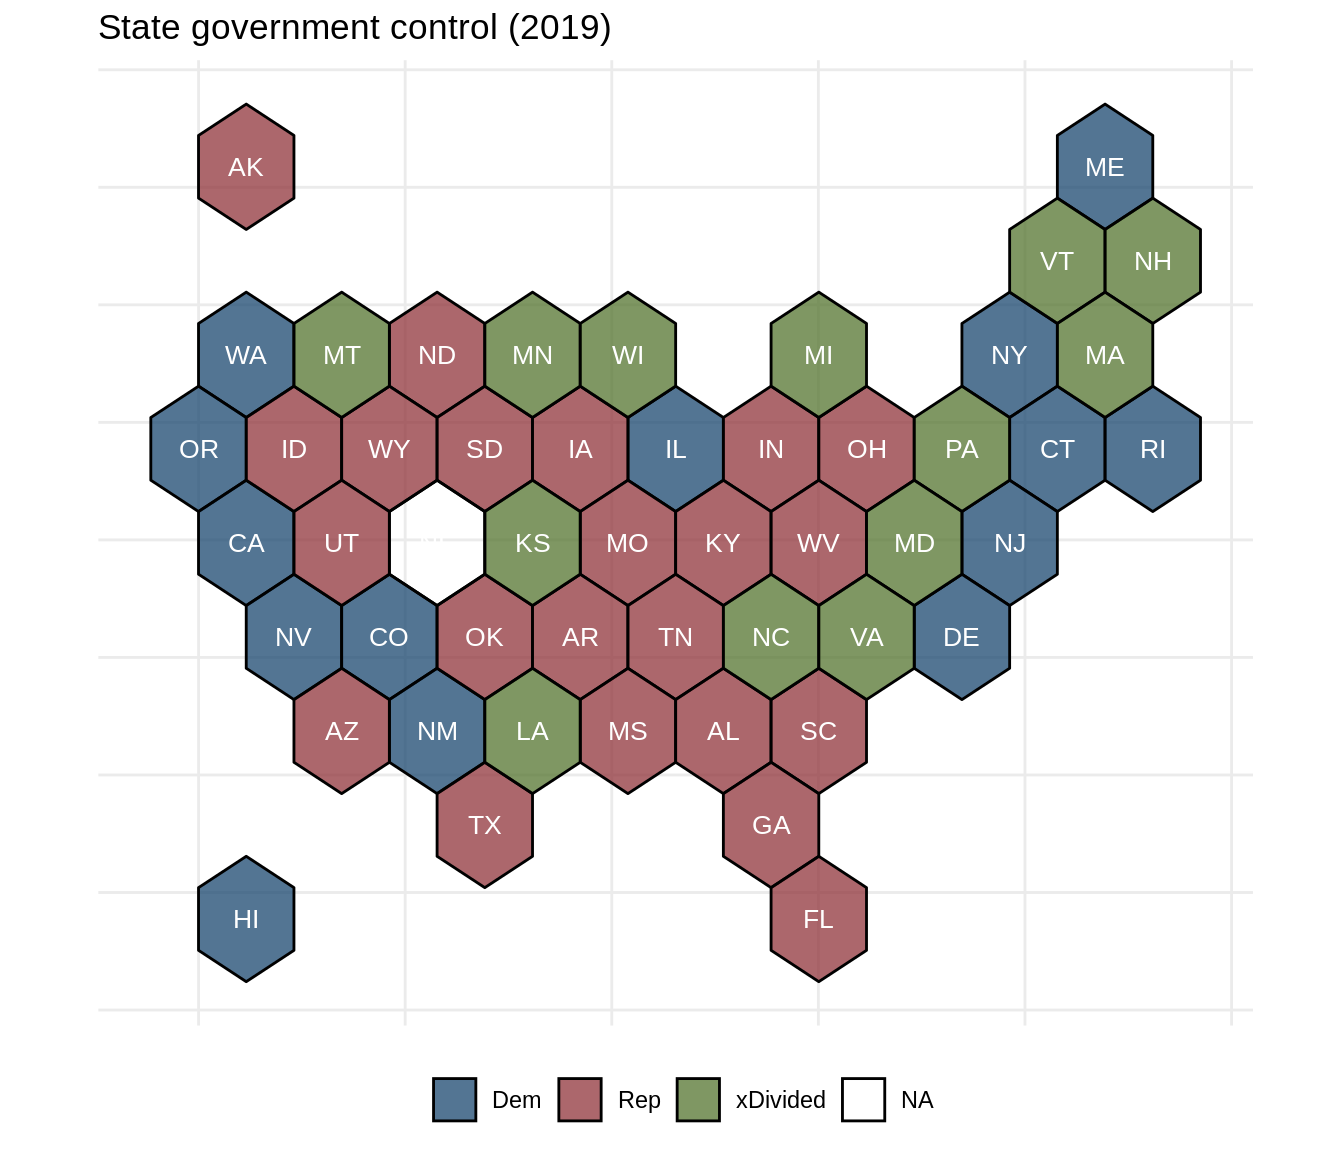 State government control (2019)
AK
ME
VT NH
WA MT ND MN WI MI NY MA
OR ID WY SD IA IL IN OH PA CT RI
CA UT KS MO KY WV MD NJ
NV CO OK AR TN NC VA DE
AZ NM LA MS AL SC
TX GA
HI FL
Dem Rep xDivided NA